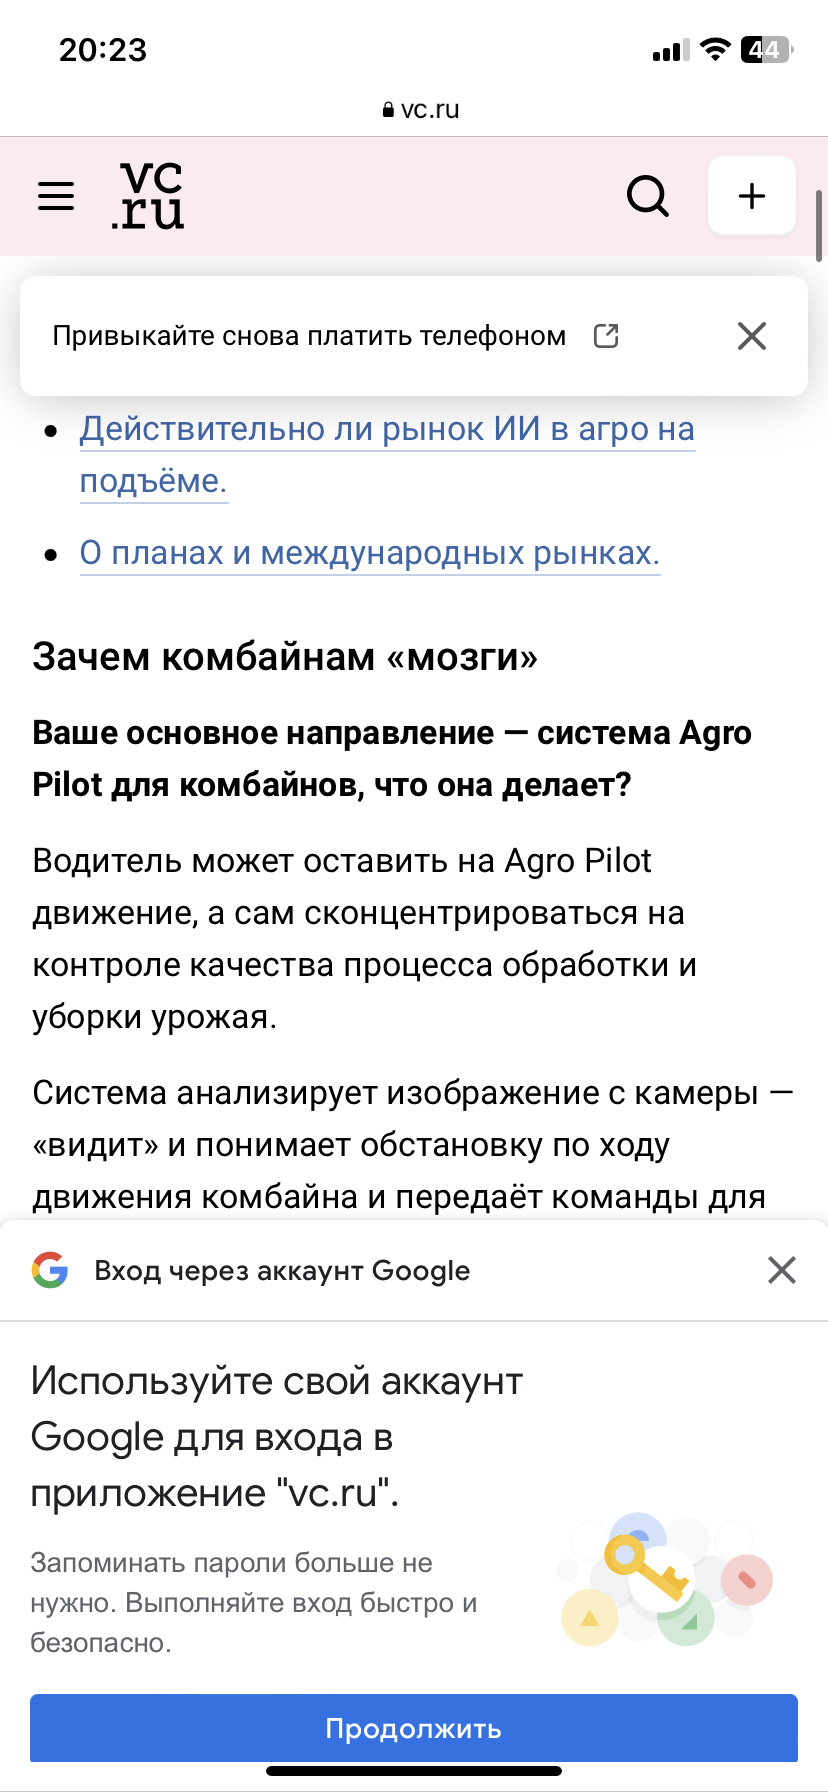 20:23
44
vc.ru
vc
.ru
Привыкайте снова платить телефоном
Действительно ли рынок ИИ в агро на
подъёме.
О планах и международных рынках.
Зачем комбайнам «мозги»
Ваше основное направление — система Agro
Pilot для комбайнов, что она делает?
Водитель может оставить на Agro Pilot
движение, а сам сконцентрироваться на
контроле качества процесса обработки и
уборки урожая.
Система анализирует изображение с камеры —
«видит» и понимает обстановку по ходу
движения комбайна и передаёт команды для
Вход через аккаунт Google
Используйте свой аккаунт
Google для входа в
приложение "vc.ru".
Запоминать пароли больше не
нужно. Выполняйте вход быстро и
безопасно.
Продолжить